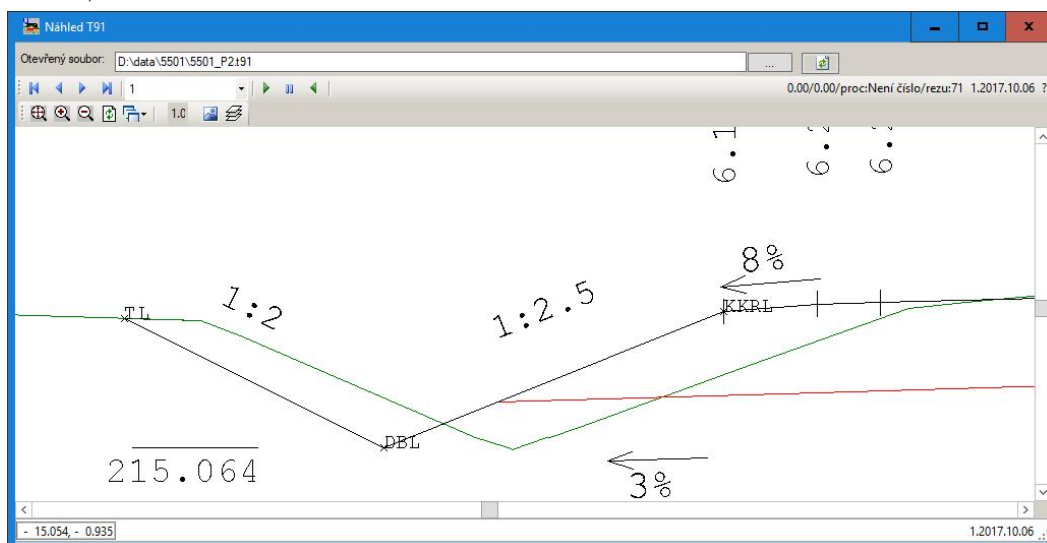 Náhled T91
Otevřený soubor: D:\data\5501\5501_P2.t91 ...
1 0.00/0.00/proc:Není číslo/rezu:71 1.2017.10.06 ?
1.0
8%
1:2 1:2.5
TL KKRL
DBL
215.064
3%
- 15.054, - 0.935 1.2017.10.06